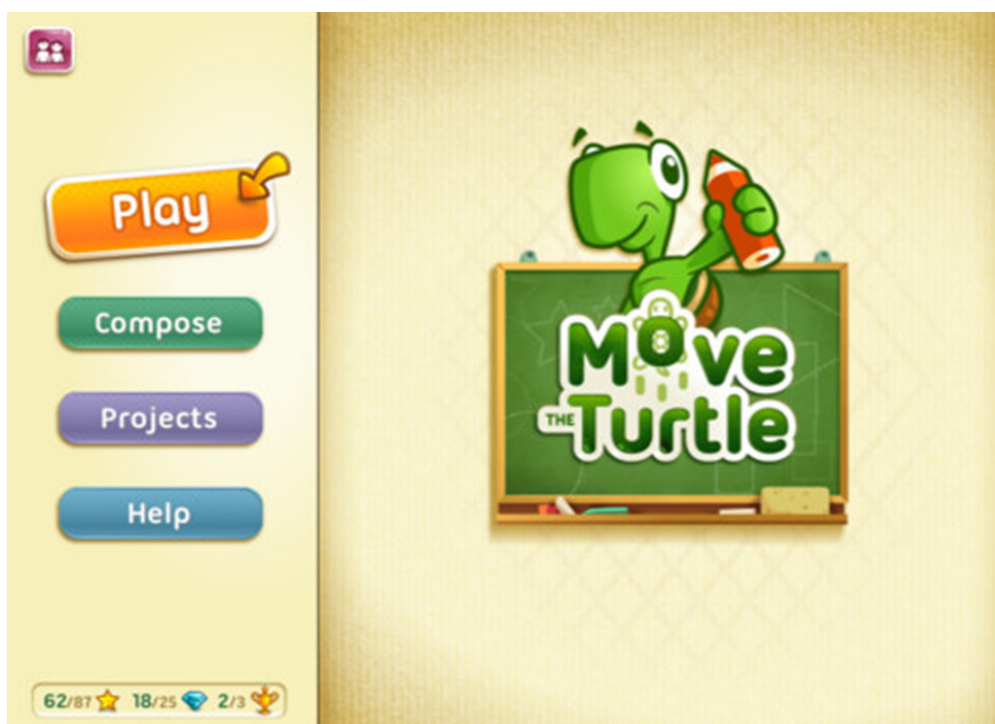 Play
Compose
Projects
Help
62/87 18/25 2/3
Move
THE Turtle